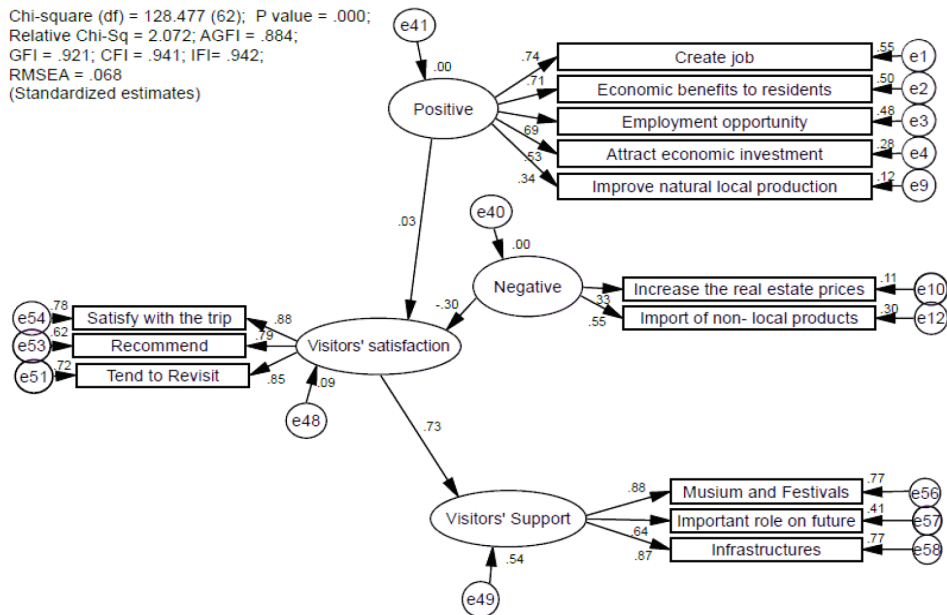 Chi-square (df) = 128.477 (62); P value = .000;
Relative Chi-Sq = 2.072; AGFI = .884;
GFI = .921; CFI = .941; IFI= .942;
RMSEA = .068
(Standardized estimates)
e41
.00
Positive
.74
Create job
.55
e1
.71
Economic benefits to residents
.50
e2
Employment opportunity
.48
e3
.69
Attract economic investment
.28
e4
.53
.34
Improve natural local production
.12
e9
.03
e40
.00
Negative
Increase the real estate prices
.11
e10
.33
Import of non- local products
.30
e12
.55
-.30
e54
.78
Satisfy with the trip
.88
e53
.62
Recommend
.79
e51
.72
Tend to Revisit
.85
Visitors' satisfaction
.09
e48
.73
Visitors' Support
.54
e49
.88
Musium and Festivals
.77
e56
Important role on future
.41
e57
.64
Infrastructures
.77
e58
.87